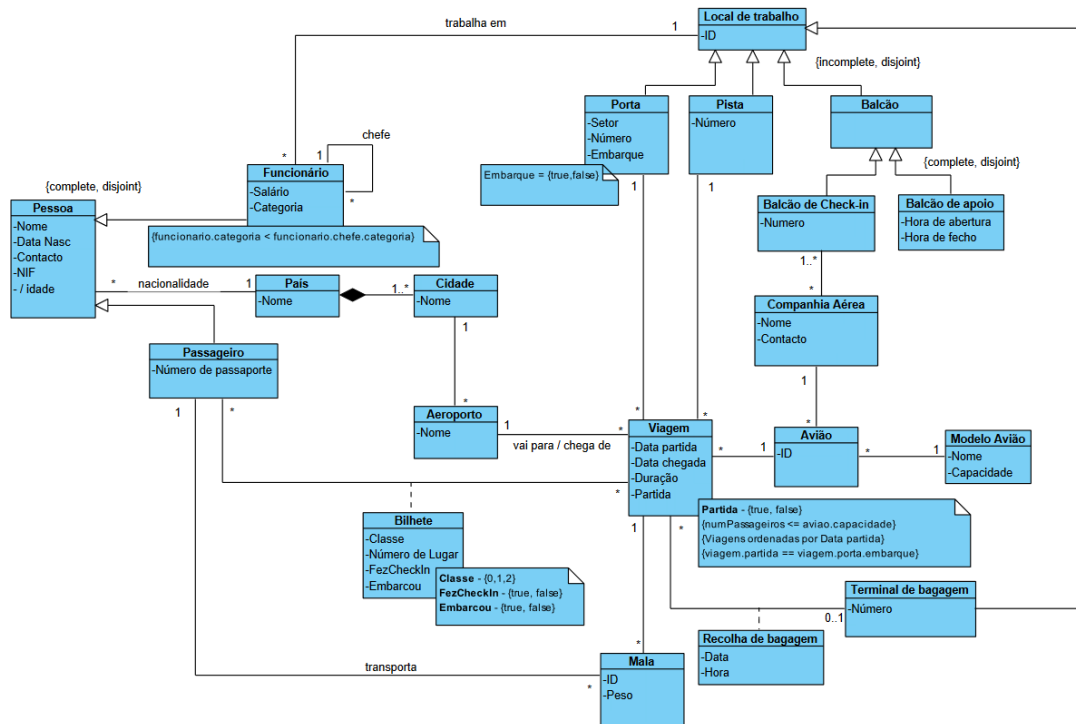 trabalha em
1
Local de trabalho
-ID
{incomplete, disjoint}
Porta
-Setor
-Número
-Embarque
Embarque = {true,false}
1
Pista
-Número
1
Balcão
{complete, disjoint}
chefe
1
*
*
Funcionário
-Salário
-Categoria
{funcionario.categoria < funcionario.chefe.categoria}
{complete, disjoint}
Pessoa
-Nome
-Data Nasc
-Contacto
-NIF
- / idade
*
nacionalidade
1
País
-Nome
1..*
Cidade
-Nome
1
*
Balcão de Check-in
-Numero
1..*
*
Balcão de apoio
-Hora de abertura
-Hora de fecho
Companhia Aérea
-Nome
-Contacto
1
*
Passageiro
-Número de passaporte
1
*
Aeroporto
-Nome
1
*
vai para / chega de
*
*
Viagem
-Data partida
-Data chegada
-Duração
-Partida
*
1
Avião
-ID
*
1
Modelo Avião
-Nome
-Capacidade
*
1
*
Partida - {true, false}
{numPassageiros <= aviao.capacidade}
{Viagens ordenadas por Data partida}
{viagem.partida == viagem.porta.embarque}
Bilhete
-Classe
-Número de Lugar
-FezCheckIn
-Embarcou
Classe - {0,1,2}
FezCheckIn - {true, false}
Embarcou - {true, false}
Terminal de bagagem
-Número
0..1
Recolha de bagagem
-Data
-Hora
transporta
*
*
Mala
-ID
-Peso